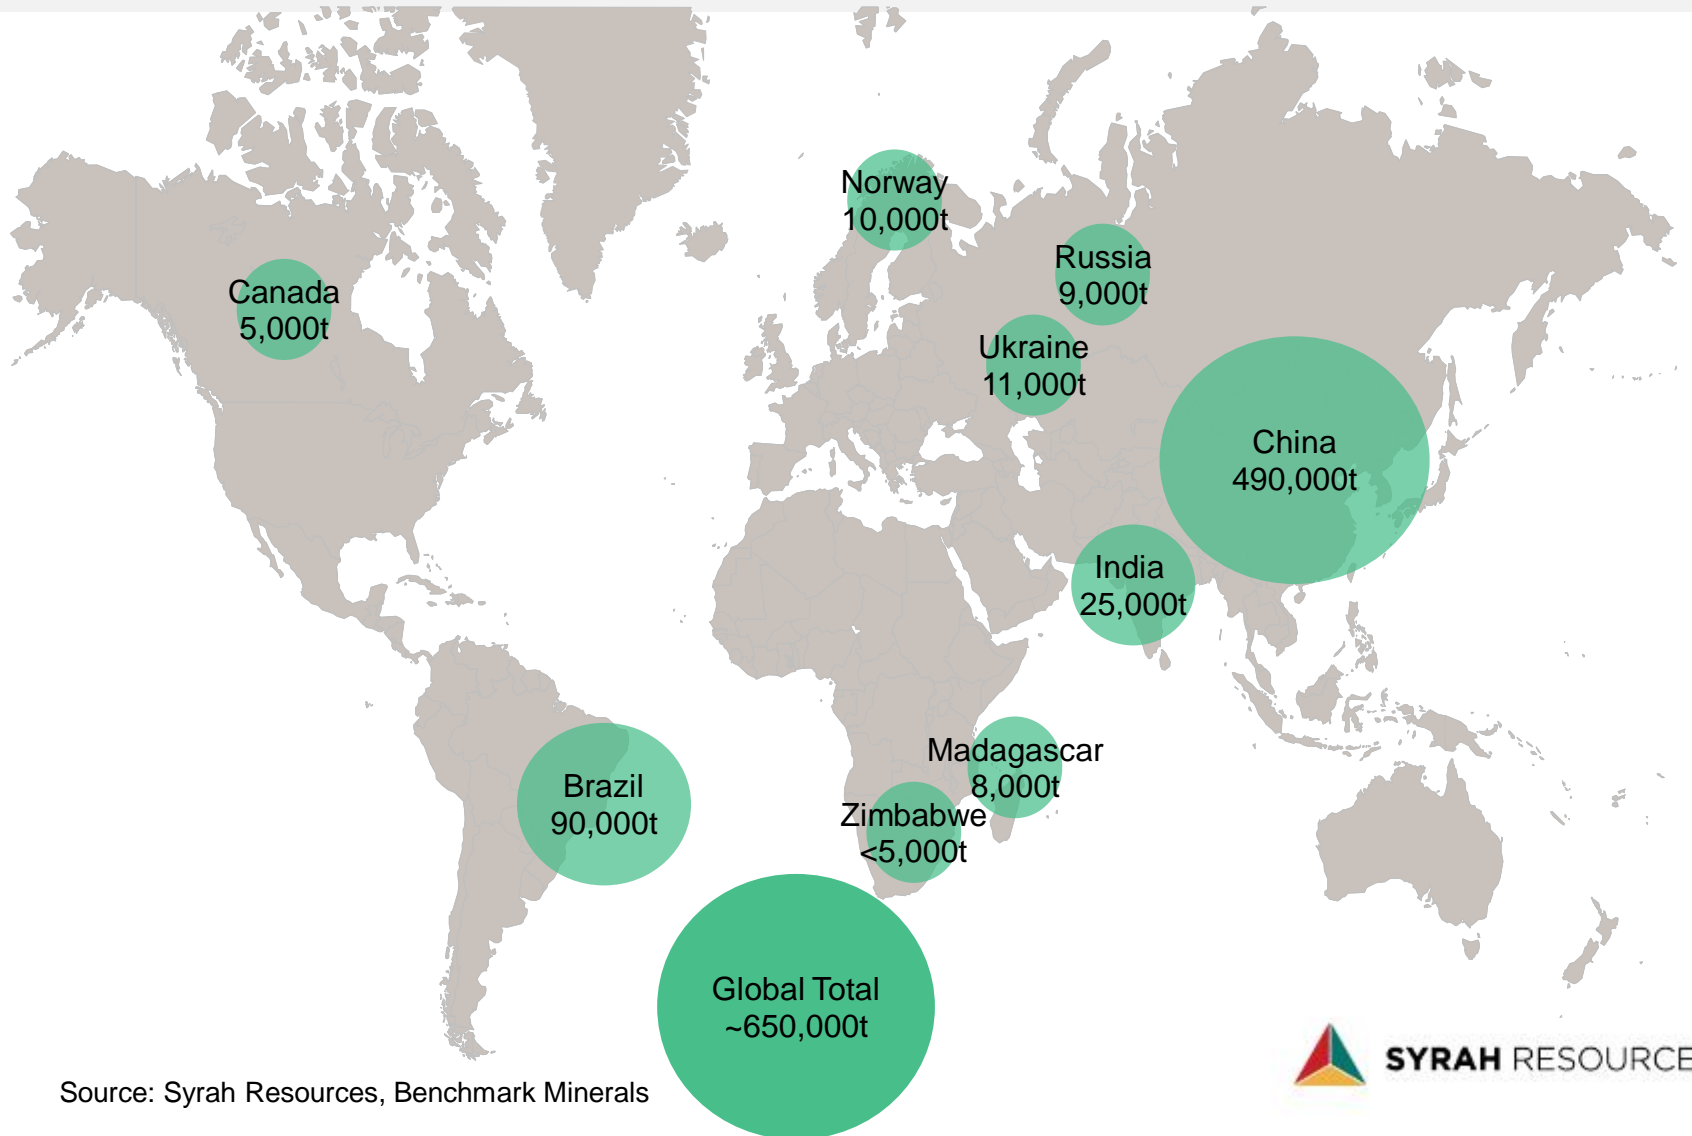 Norway
10,000t
Russia
9,000t
Canada
5,000t
Ukraine
11,000t
China
490,000t
India
25,000t
Madagascar
8,000t
Brazil
90,000t
Zimbabwe
<5,000t
Global Total
~650,000t
SYRAH RESOURCE
Source: Syrah Resources, Benchmark Minerals